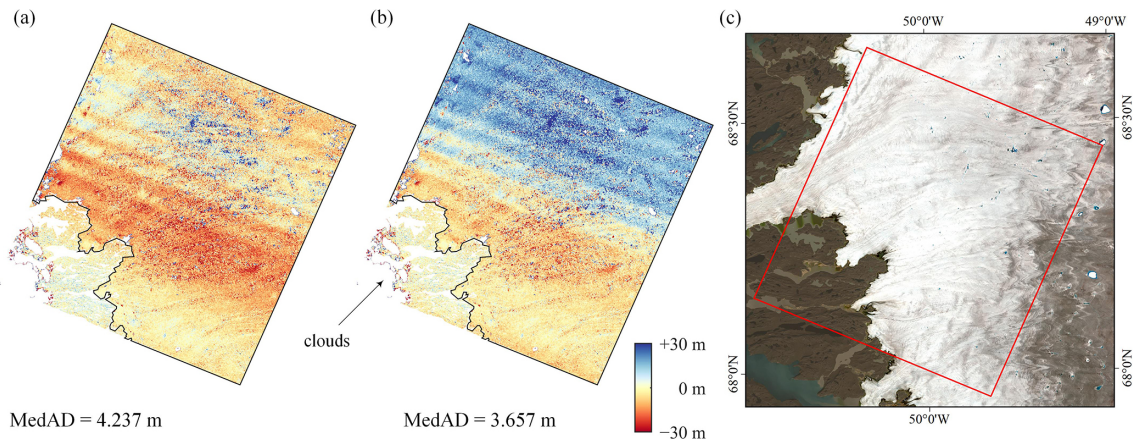 (a)
(b)
(c)
50°0'W
49°0'W
68°30'N
68°30'N
clouds
+30 m
0 m
−30 m
68°0'N
68°0'N
50°0'W
MedAD = 4.237 m
MedAD = 3.657 m